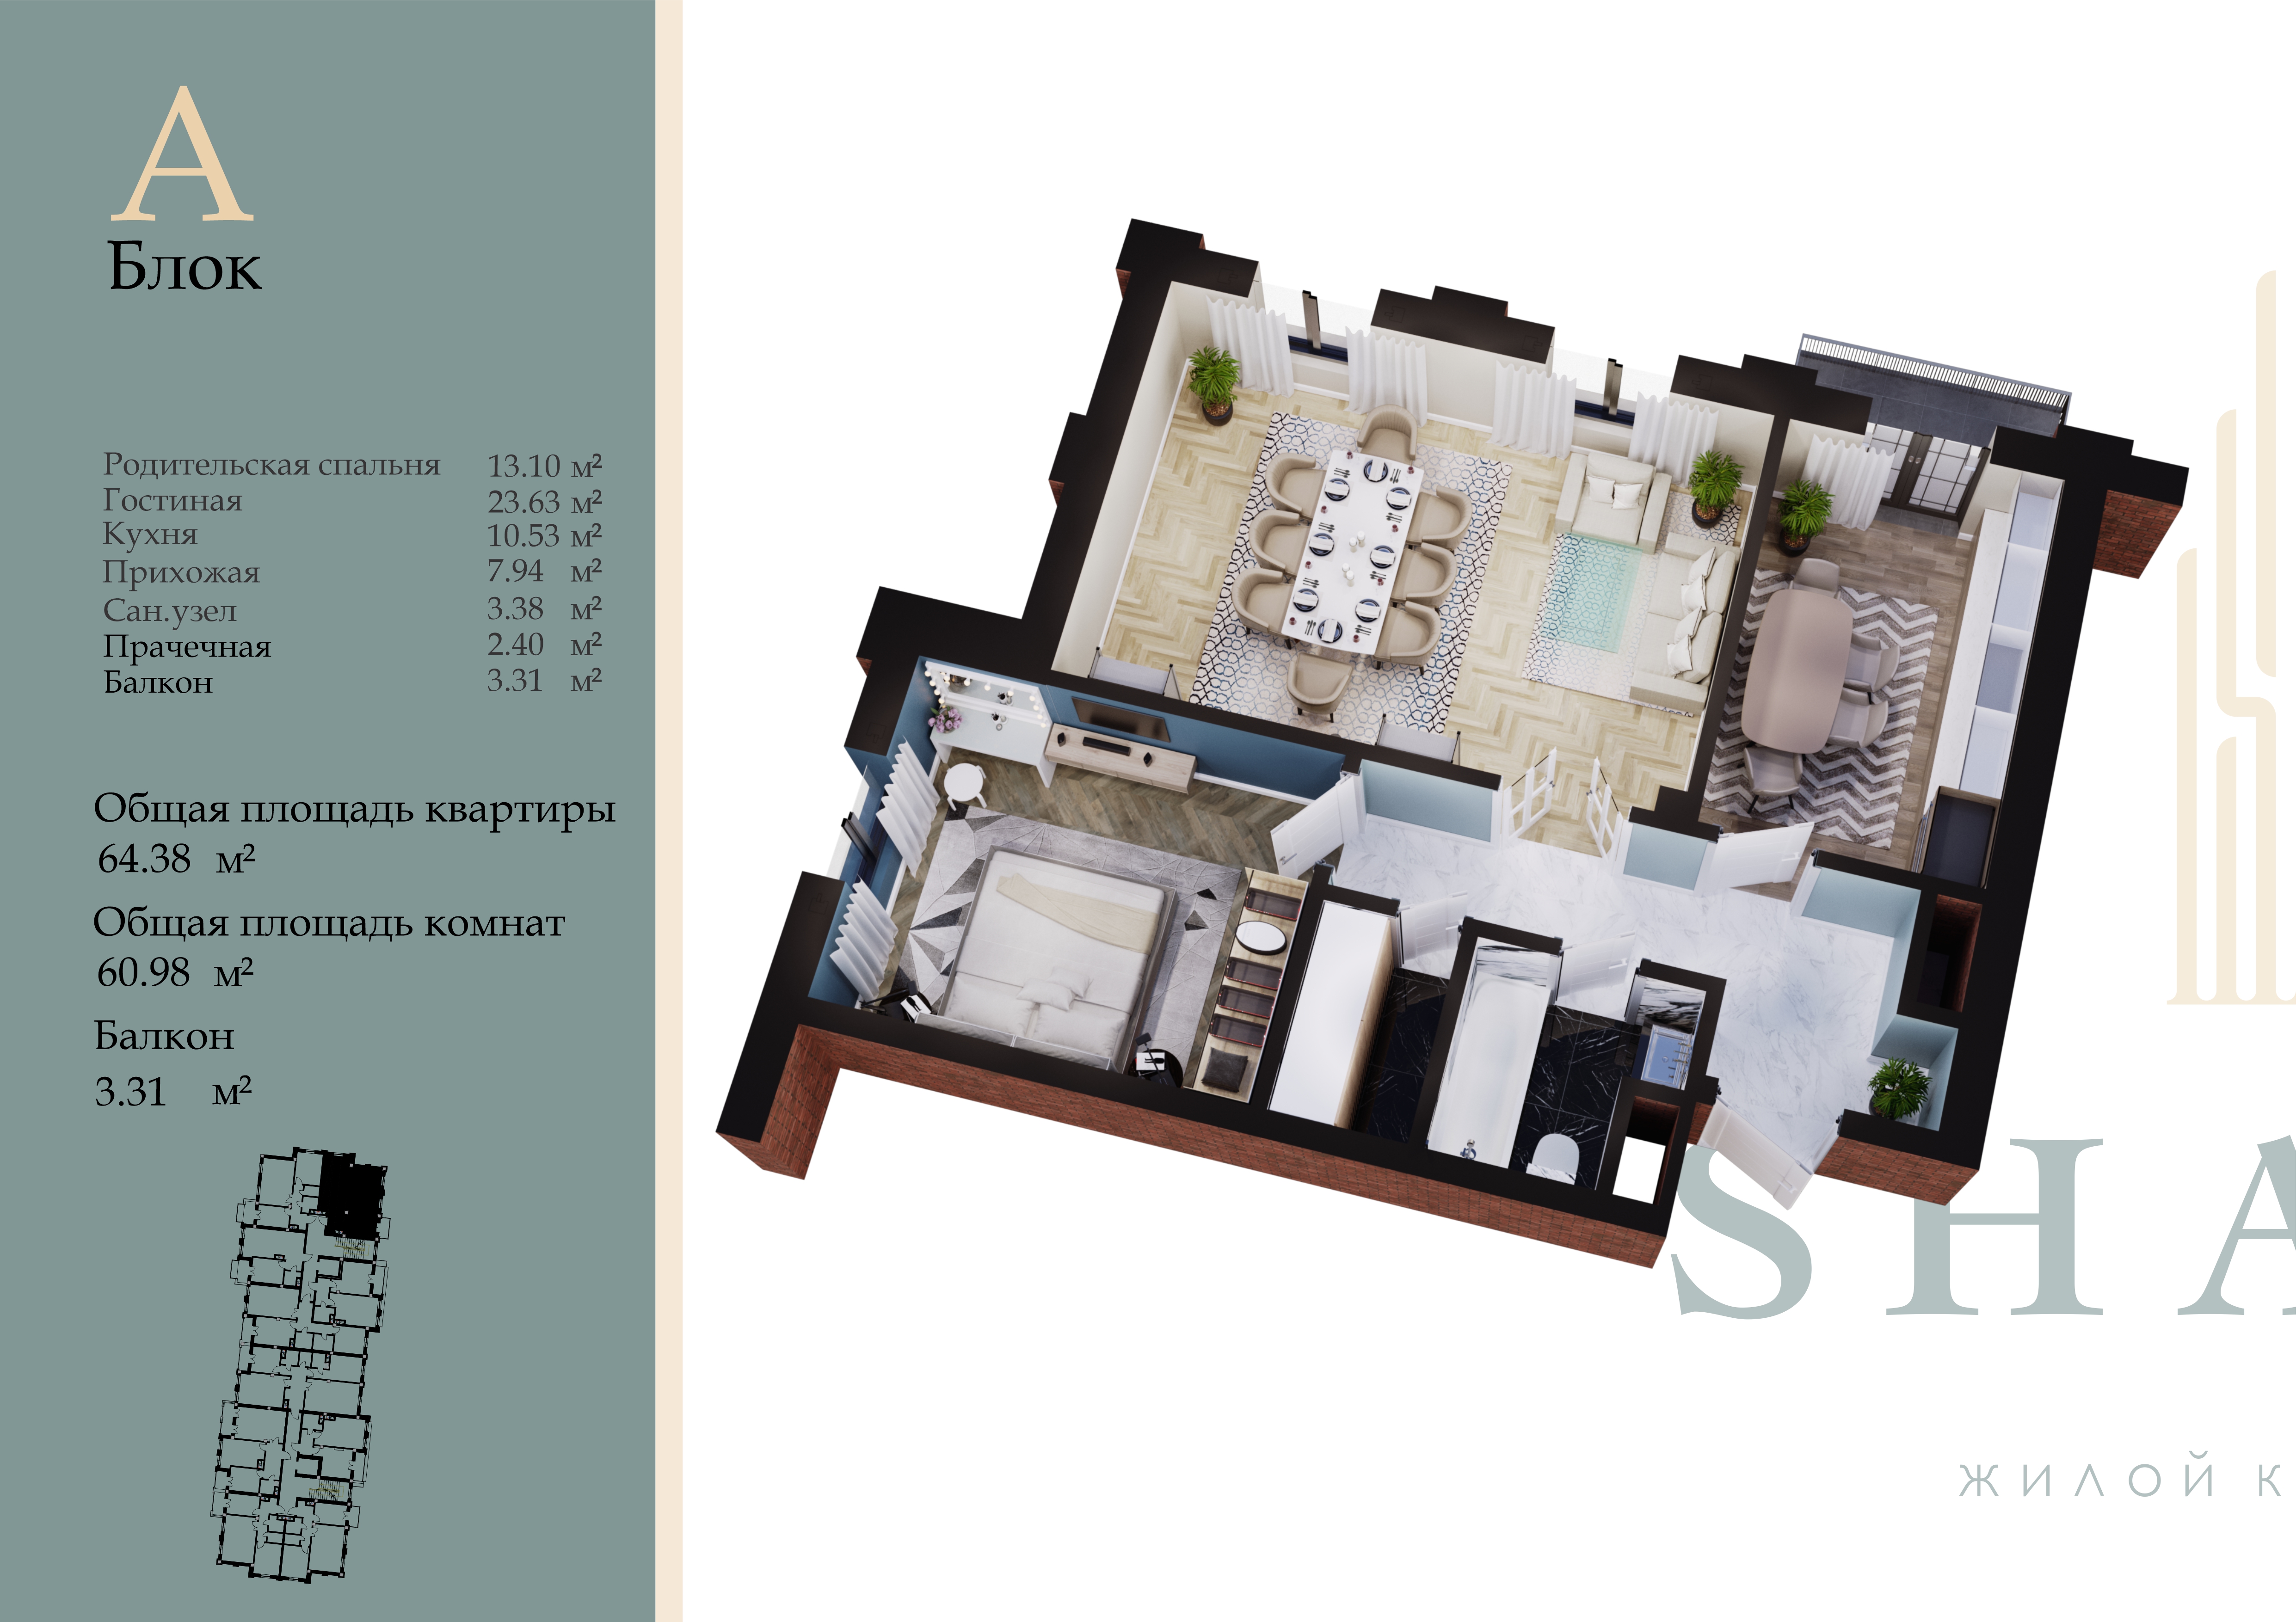 А
Блок
Родительская спальня 13.10 м²
Гостиная 23.63 м²
Кухня 10.53 м²
Прихожая 7.94 м²
Сан.узел 3.38 м²
Прачечная 2.40 м²
Балкон 3.31 м²
Общая площадь квартиры
64.38 м²
Общая площадь комнат
60.98 м²
Балкон
3.31 м²
SHA
ЖИЛОЙ К